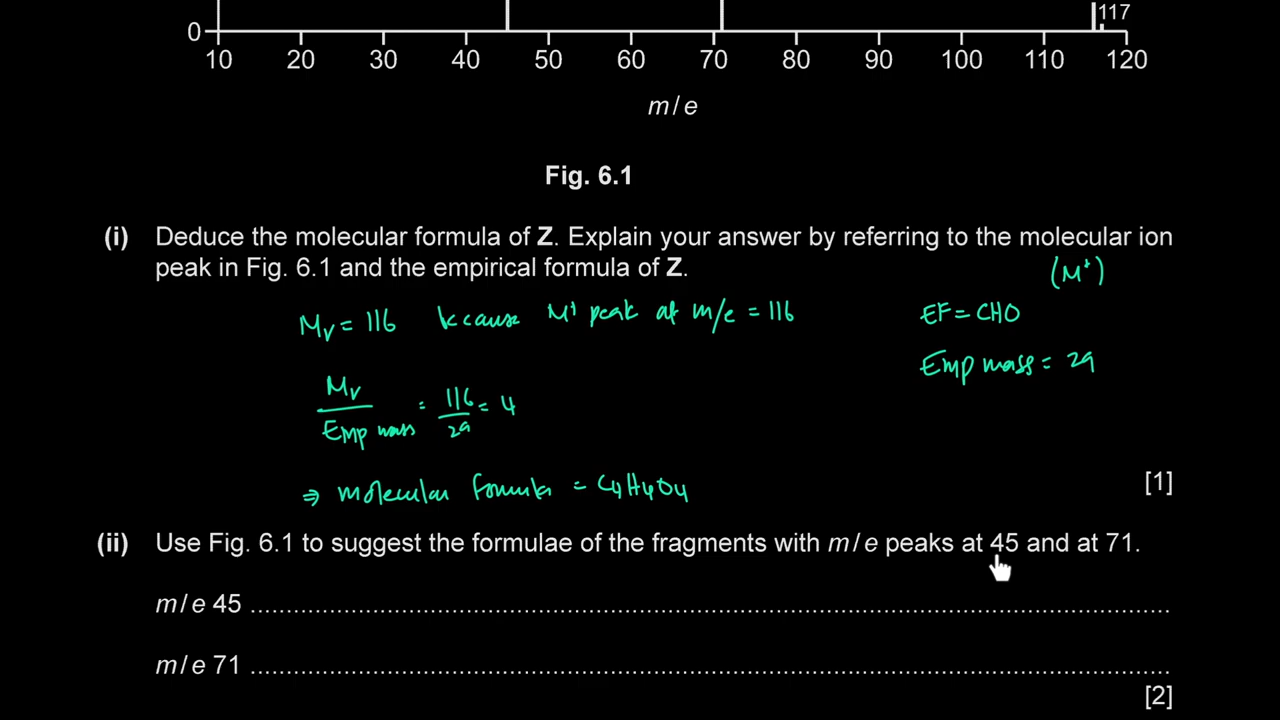 117
0
10 20 30 40 50 60 70 80 90 100 110 120
m / e
Fig. 6.1
(i) Deduce the molecular formula of Z. Explain your answer by referring to the molecular ion
peak in Fig. 6.1 and the empirical formula of Z.
(M⁺)
Mr = 116 because M⁺ peak at m/e = 116
EF = CHO
Emp mass = 29
Mr / Emp mass = 116/29 = 4
⇒ molecular formula = C4H4O4
[1]
(ii) Use Fig. 6.1 to suggest the formulae of the fragments with m / e peaks at 45 and at 71.
m / e 45
m / e 71
[2]